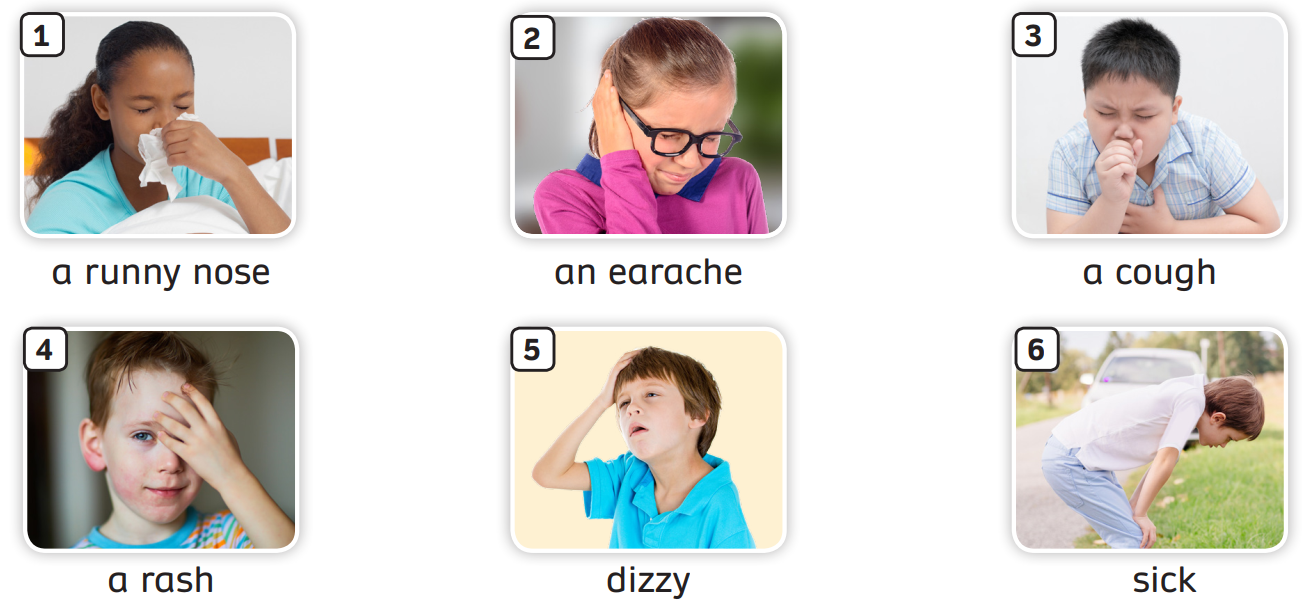 1
2
3
a runny nose
an earache
a cough
4
5
6
a rash
dizzy
sick